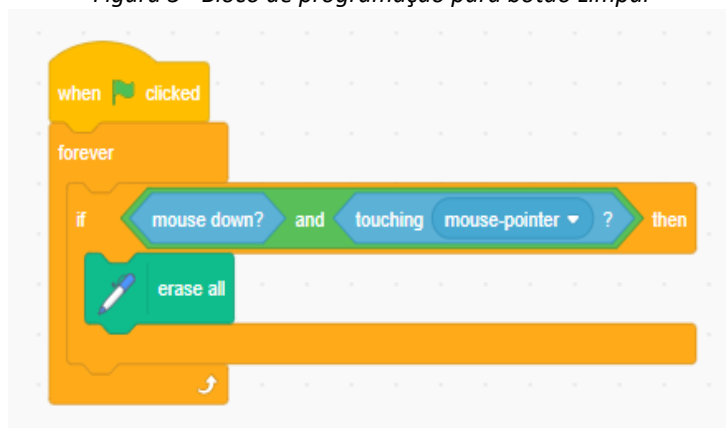 Figura 5 - Bloco de programação para botão Limpar
when clicked
forever
if mouse down? and touching mouse-pointer ? then
erase all